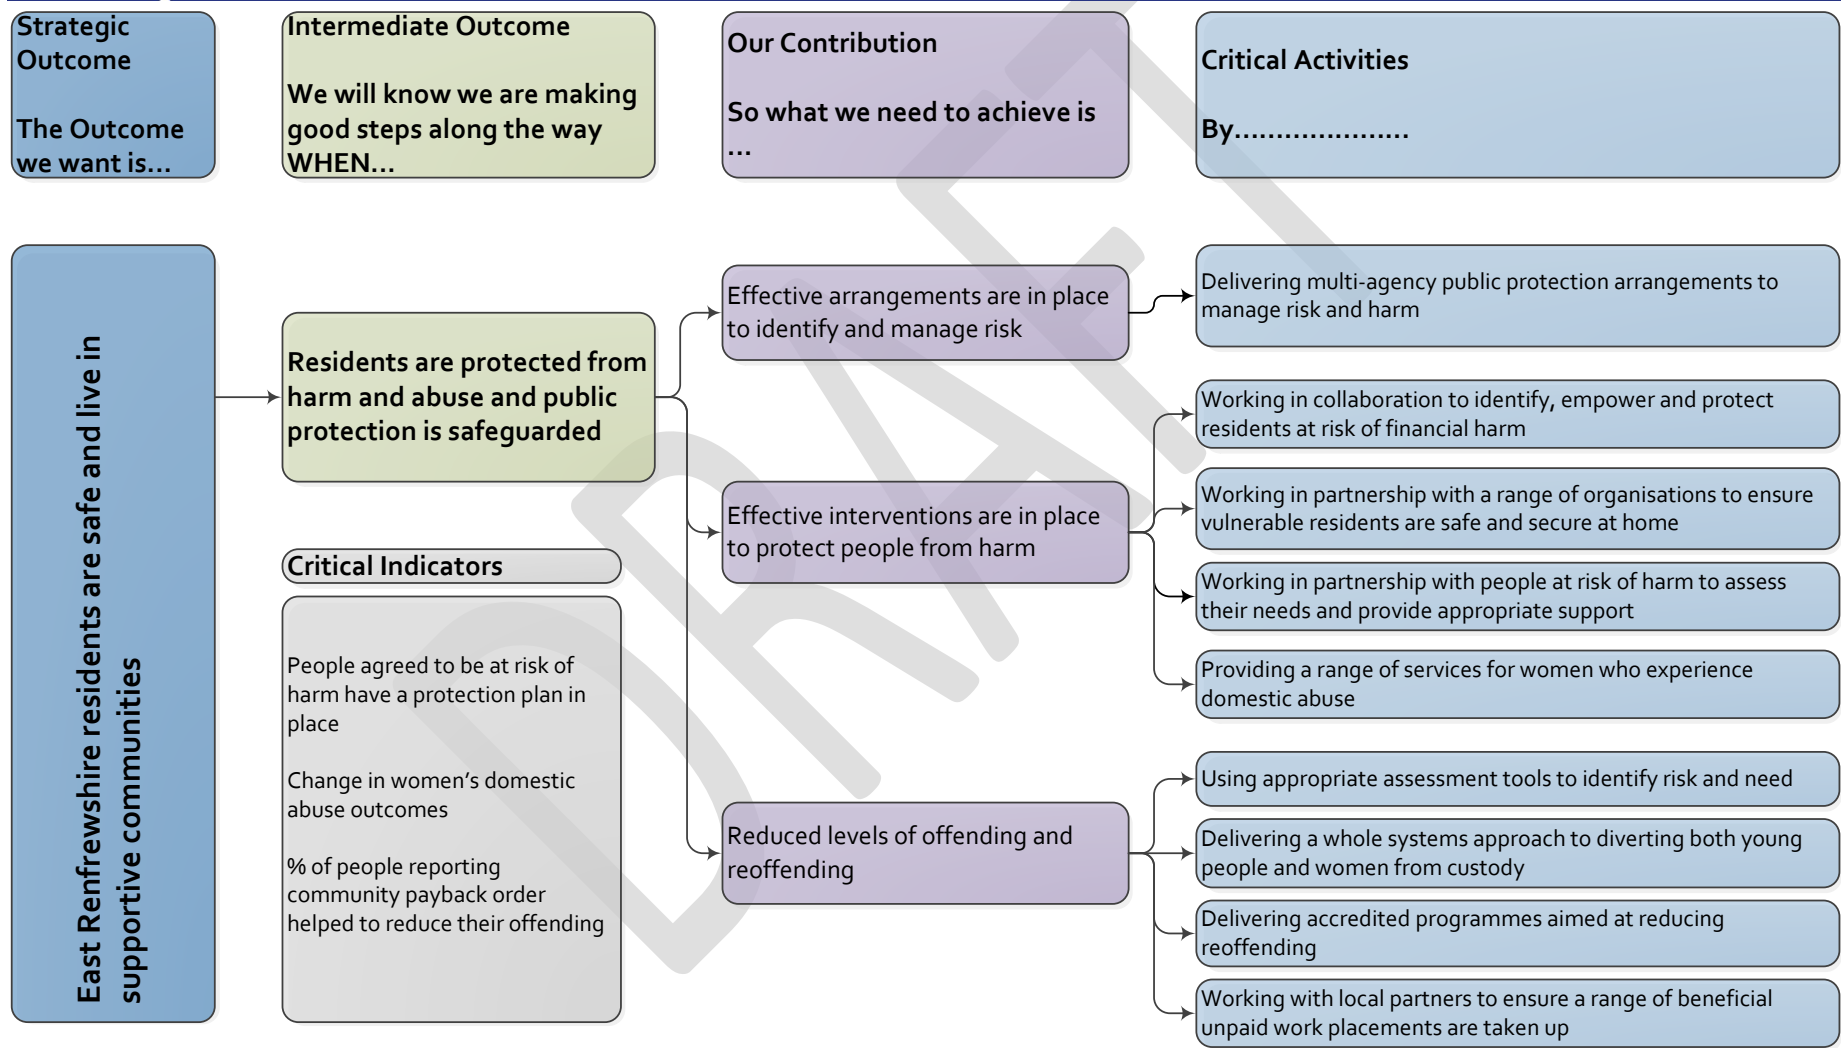 Strategic
Outcome
The Outcome
we want is...
Intermediate Outcome
We will know we are making
good steps along the way
WHEN...
Our Contribution
So what we need to achieve is
...
Critical Activities
By.....................
East Renfrewshire residents are safe and live in
supportive communities
Residents are protected from
harm and abuse and public
protection is safeguarded
Critical Indicators
People agreed to be at risk of
harm have a protection plan in
place
Change in women's domestic
abuse outcomes
% of people reporting
community payback order
helped to reduce their offending
Effective arrangements are in place
to identify and manage risk
Effective interventions are in place
to protect people from harm
Reduced levels of offending and
reoffending
Delivering multi-agency public protection arrangements to
manage risk and harm
Working in collaboration to identify, empower and protect
residents at risk of financial harm
Working in partnership with a range of organisations to ensure
vulnerable residents are safe and secure at home
Working in partnership with people at risk of harm to assess
their needs and provide appropriate support
Providing a range of services for women who experience
domestic abuse
Using appropriate assessment tools to identify risk and need
Delivering a whole systems approach to diverting both young
people and women from custody
Delivering accredited programmes aimed at reducing
reoffending
Working with local partners to ensure a range of beneficial
unpaid work placements are taken up
DRAFT